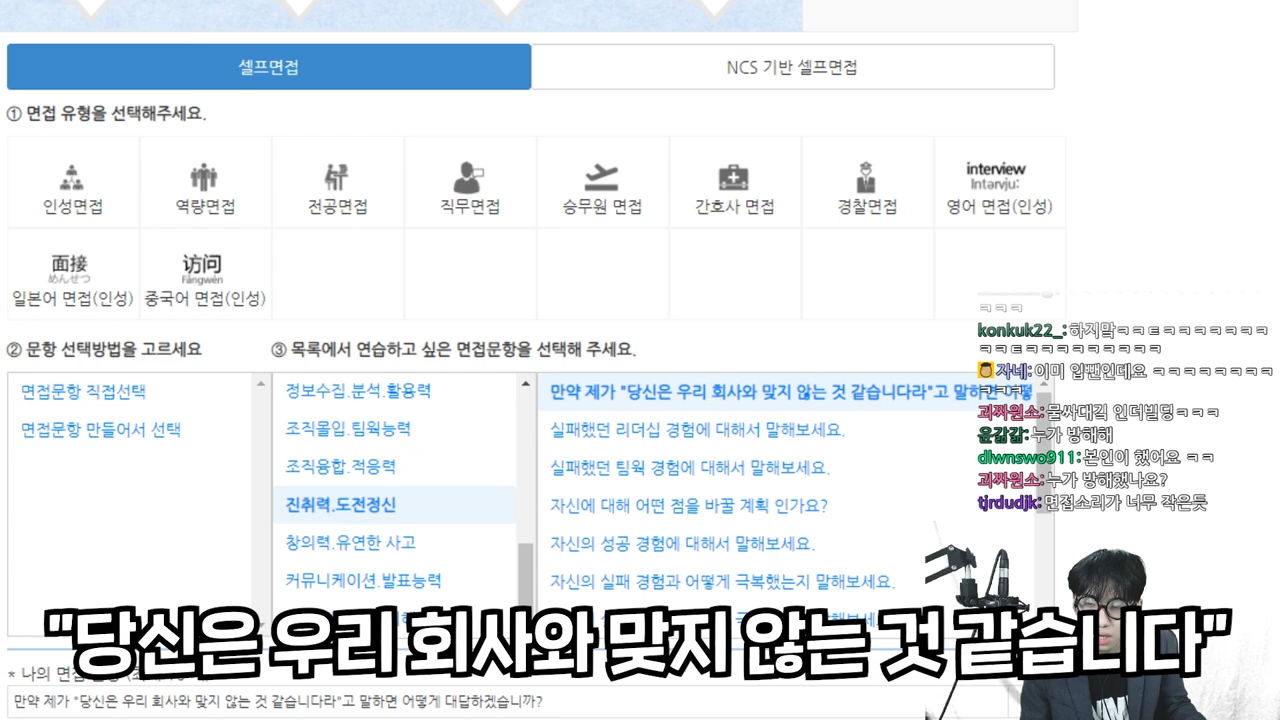 셀프면접
NCS 기반 셀프면접
① 면접 유형을 선택해주세요.
인성면접
역량면접
전공면접
직무면접
승무원 면접
간호사 면접
경찰면접
interview
Intərvju:
영어 면접(인성)
面接
めんせつ
일본어 면접(인성)
访问
Fǎngwèn
중국어 면접(인성)
② 문항 선택방법을 고르세요
면접문항 직접선택
면접문항 만들어서 선택
③ 목록에서 연습하고 싶은 면접문항을 선택해 주세요.
정보수집.분석.활용력
조직몰입.팀웍능력
조직융합.적응력
진취력.도전정신
창의력.유연한 사고
커뮤니케이션.발표능력
만약 제가 "당신은 우리 회사와 맞지 않는 것 같습니다라"고 말하면 어떻
실패했던 리더십 경험에 대해서 말해보세요.
실패했던 팀웍 경험에 대해서 말해보세요.
자신에 대해 어떤 점을 바꿀 계획 인가요?
자신의 성공 경험에 대해서 말해보세요.
자신의 실패 경험과 어떻게 극복했는지 말해보세요.
ㅋㅋㅋ
konkuk22_: 하지맠ㅋㅋㅌㅋㅋㅋㅋㅋㅋㅋㅋ
ㅋㅋㅌㅋㅋㅋㅋㅋㅋㅋㅋㅋㅋ
자네: 이미 입뺀인데요 ㅋㅋㅋㅋㅋㅋㅋㅋ
ㅋㅋㅋ
괴짜원소: 물싸대긱 인더빌딩ㅋㅋㅋ
윤갊갊: 누가 방해해
dlwnswo911: 본인이 했어요 ㅋㅋ
괴짜원소: 누가 방해했나요?
tjrdudjk: 면접소리가 너무 작은듯
"당신은 우리 회사와 맞지 않는 것 같습니다"
* 나의 면
만약 제가 "당신은 우리 회사와 맞지 않는 것 같습니다라"고 말하면 어떻게 대답하겠습니까?